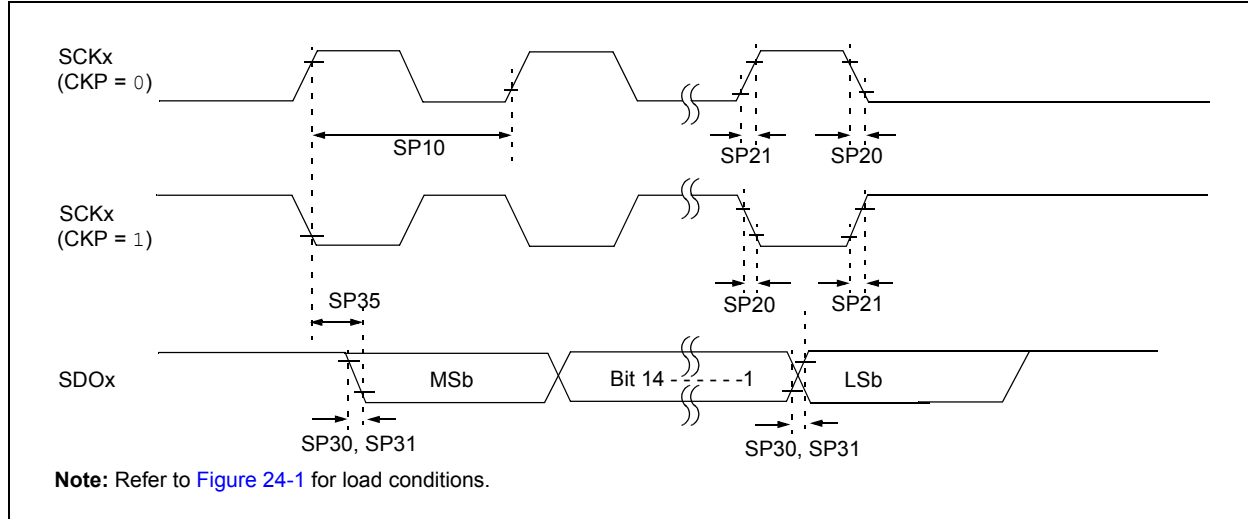 SCKx
(CKP = 0)
SP10
SP21
SP20
SCKx
(CKP = 1)
SP35
SP20
SP21
SDOx
MSb
Bit 14 - - - - - -1
LSb
SP30, SP31
SP30, SP31
Note: Refer to Figure 24-1 for load conditions.